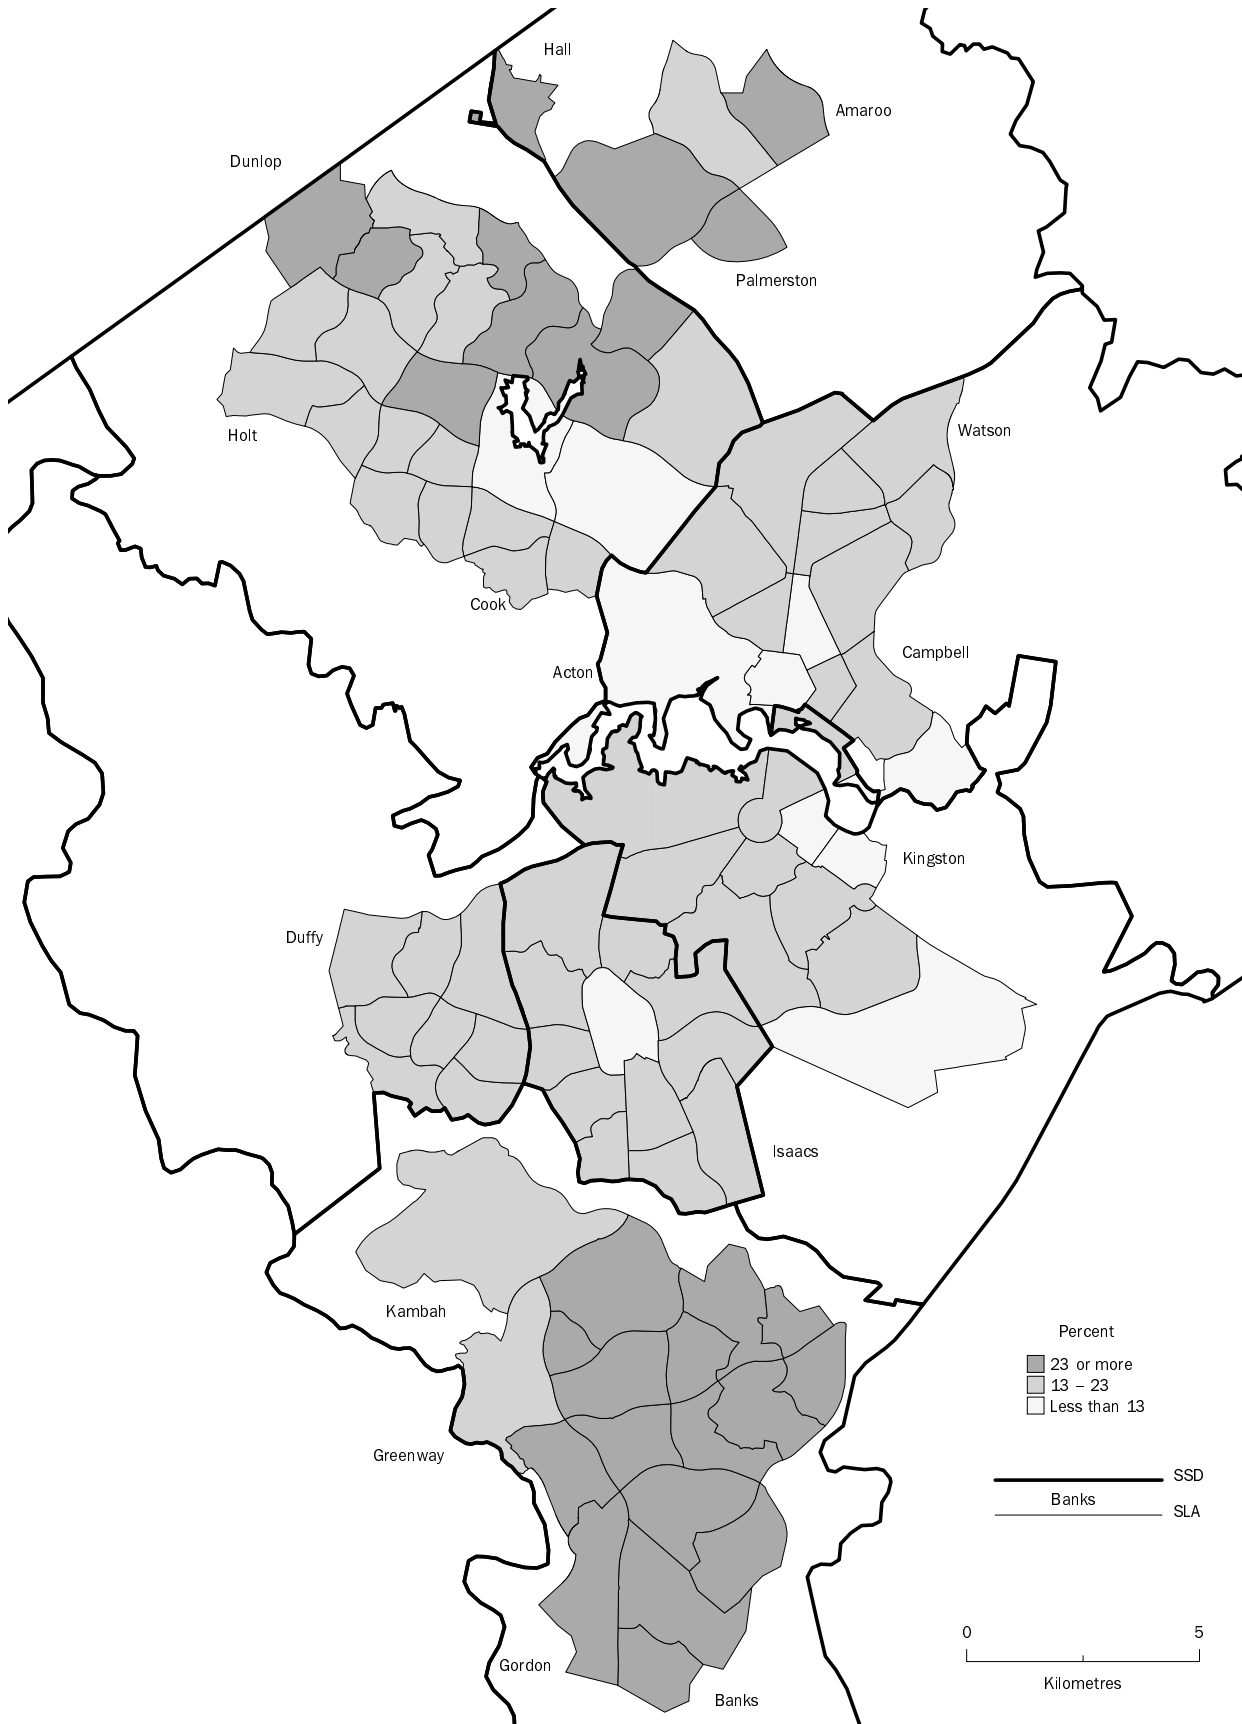 Hall
Amaroo
Dunlop
Palmerston
Watson
Holt
Cook
Campbell
Acton
Kingston
Duffy
Isaacs
Kambah
Percent
23 or more
13 – 23
Less than 13
Greenway
SSD
Banks
SLA
0 5
Kilometres
Gordon
Banks